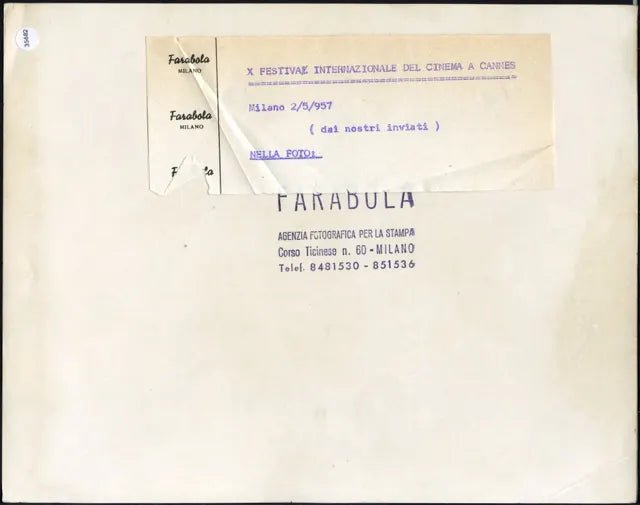 35682
Farabola
MILANO
Farabola
MILANO
X FESTIVAL INTERNAZIONALE DEL CINEMA A CANNES
Milano 2/5/957
( dai nostri inviati )
NELLA FOTO:
FARABOLA
AGENZIA FOTOGRAFICA PER LA STAMPA
Corso Ticinese n. 60 - MILANO
Telef. 8481530 - 851536